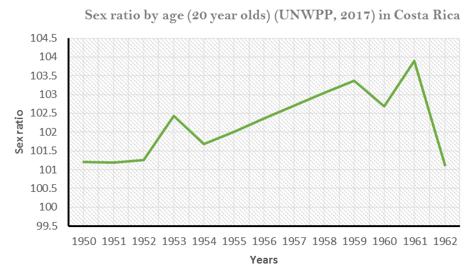 Sex ratio by age (20 year olds) (UNWPP, 2017) in Costa Rica
104.5
104
103.5
103
102.5
102
101.5
101
100.5
100
99.5
Sex ratio
1950 1951 1952 1953 1954 1955 1956 1957 1958 1959 1960 1961 1962
Years